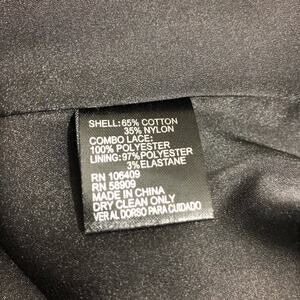 SHELL:65% COTTON
35% NYLON
COMBO LACE:
100% POLYESTER
LINING: 97%POLYESTER
3%ELASTANE
RN 106409
RN 58909
MADE IN CHINA
DRY CLEAN ONLY
VER AL DORSO PARA CUIDADO